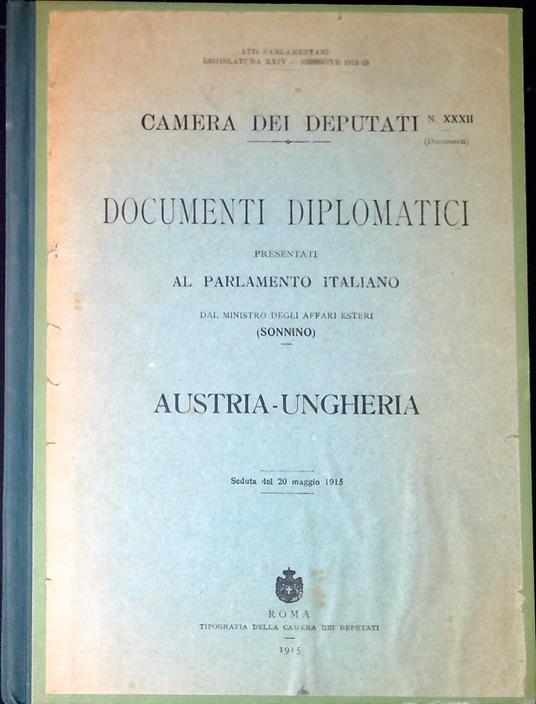 ATTI PARLAMENTARI
LEGISLATURA XXIV – SESSIONE 1913-15
CAMERA DEI DEPUTATI
N. XXXII
(Documenti)
DOCUMENTI DIPLOMATICI
PRESENTATI
AL PARLAMENTO ITALIANO
DAL MINISTRO DEGLI AFFARI ESTERI
(SONNINO)
AUSTRIA-UNGHERIA
Seduta del 20 maggio 1915
ROMA
TIPOGRAFIA DELLA CAMERA DEI DEPUTATI
1915